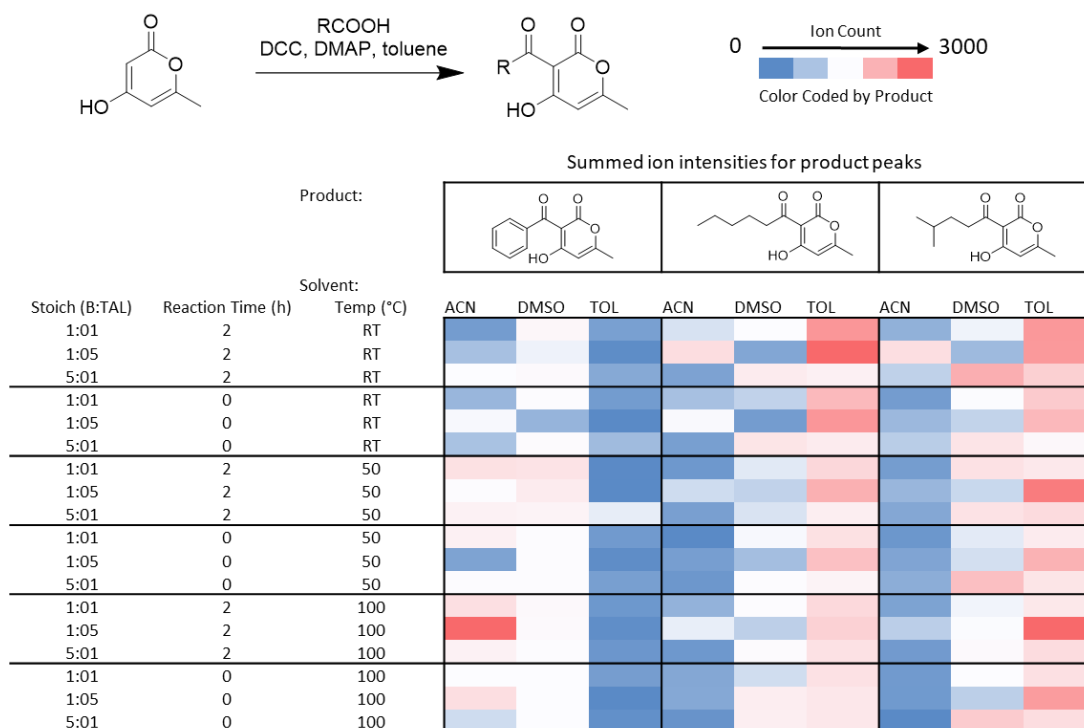 RCOOH
DCC, DMAP, toluene
O
O
HO
O
O
R
O
HO
Ion Count
0
3000
Color Coded by Product
Summed ion intensities for product peaks
Product:
O
O
O
HO
O
O
O
HO
O
O
O
HO
Solvent:
Stoich (B:TAL) Reaction Time (h) Temp (°C) ACN DMSO TOL ACN DMSO TOL ACN DMSO TOL
1:01 2 RT
1:05 2 RT
5:01 2 RT
1:01 0 RT
1:05 0 RT
5:01 0 RT
1:01 2 50
1:05 2 50
5:01 2 50
1:01 0 50
1:05 0 50
5:01 0 50
1:01 2 100
1:05 2 100
5:01 2 100
1:01 0 100
1:05 0 100
5:01 0 100